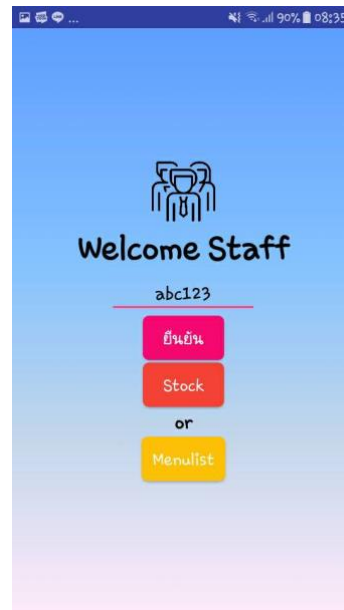 ... 90% 08:35
Welcome Staff
abc123
ยืนยัน
Stock
or
Menulist